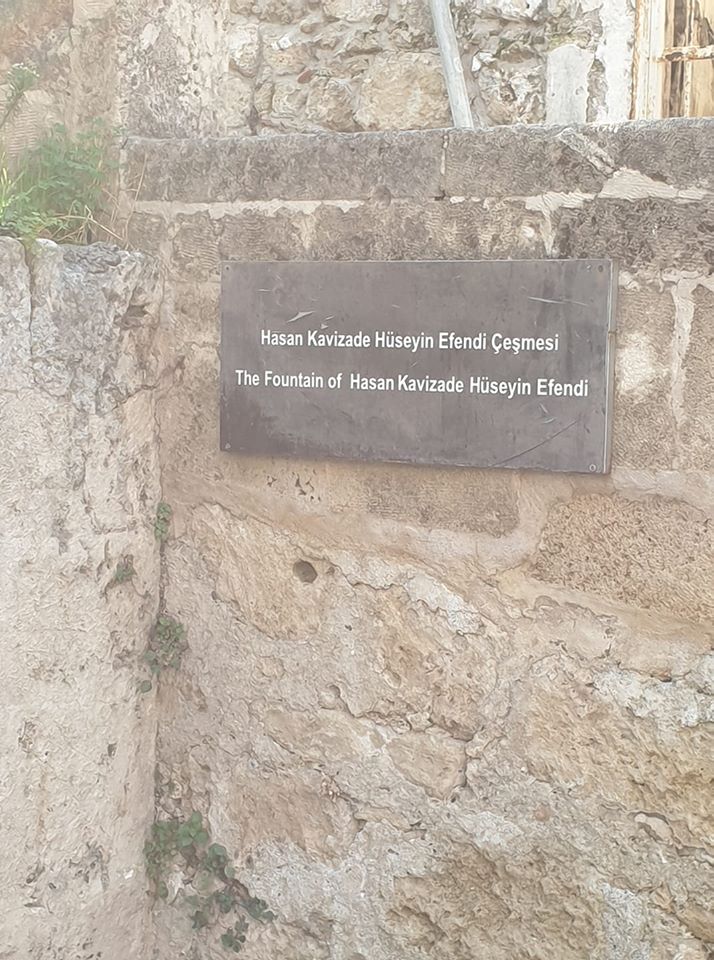 Hasan Kavizade Hüseyin Efendi Çeşmesi
The Fountain of Hasan Kavizade Hüseyin Efendi